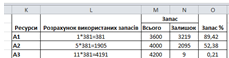 K L M N O
Запас
Ресурси Розрахунок використаних запасів Всього Залишок Запас %
A1 1*381=381 3600 3219 89,42
A2 5*381=1905 4000 2095 52,38
A3 11*381=4191 4200 9 0,21